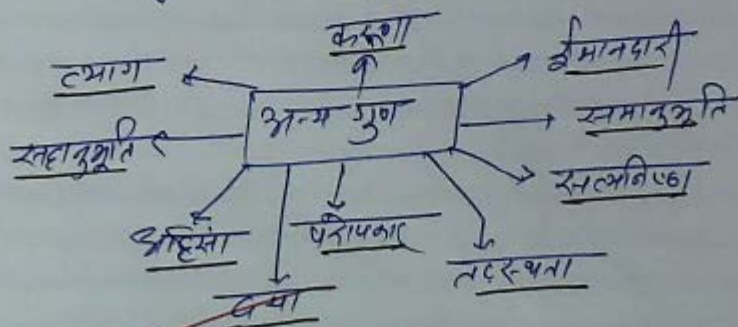 करूणा
ईमानदारी
त्याग
अन्य गुण
समानुभूति
सहानुभूति
सत्यनिष्ठा
अहिंसा
परोपकार
तटस्थता
दया